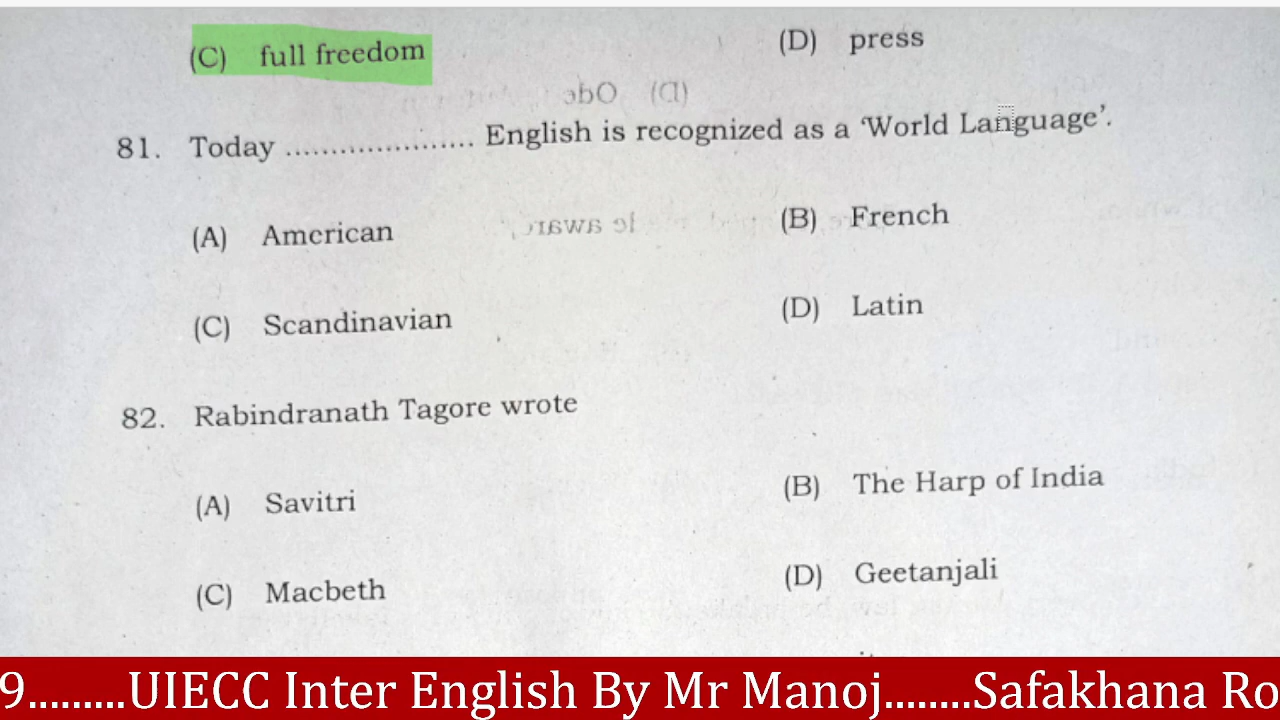 (C) full freedom (D) press
81. Today ..................... English is recognized as a ‘World Language’.
(A) American (B) French
(C) Scandinavian (D) Latin
82. Rabindranath Tagore wrote
(A) Savitri (B) The Harp of India
(C) Macbeth (D) Geetanjali
9.........UIECC Inter English By Mr Manoj........Safakhana Ro